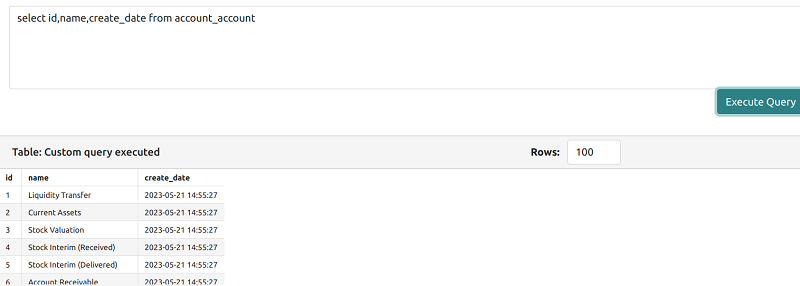 select id,name,create_date from account_account
Execute Query
Table: Custom query executed Rows: 100
id name create_date
1 Liquidity Transfer 2023-05-21 14:55:27
2 Current Assets 2023-05-21 14:55:27
3 Stock Valuation 2023-05-21 14:55:27
4 Stock Interim (Received) 2023-05-21 14:55:27
5 Stock Interim (Delivered) 2023-05-21 14:55:27
6 Account Receivable 2023-05-21 14:55:27